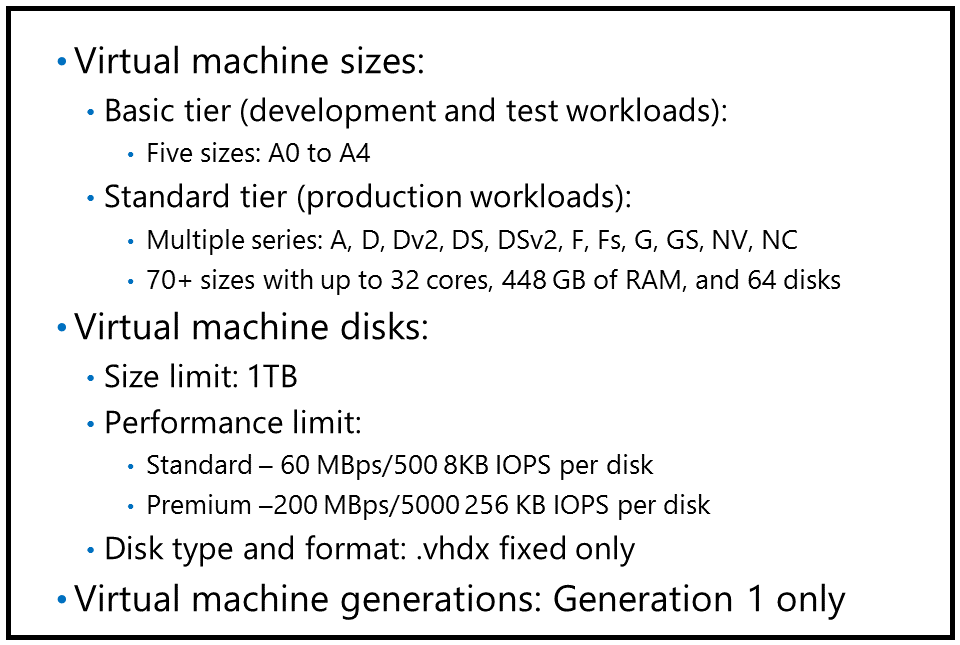 • Virtual machine sizes:
• Basic tier (development and test workloads):
• Five sizes: A0 to A4
• Standard tier (production workloads):
• Multiple series: A, D, Dv2, DS, DSv2, F, Fs, G, GS, NV, NC
• 70+ sizes with up to 32 cores, 448 GB of RAM, and 64 disks
• Virtual machine disks:
• Size limit: 1TB
• Performance limit:
• Standard – 60 MBps/500 8KB IOPS per disk
• Premium –200 MBps/5000 256 KB IOPS per disk
• Disk type and format: .vhdx fixed only
• Virtual machine generations: Generation 1 only